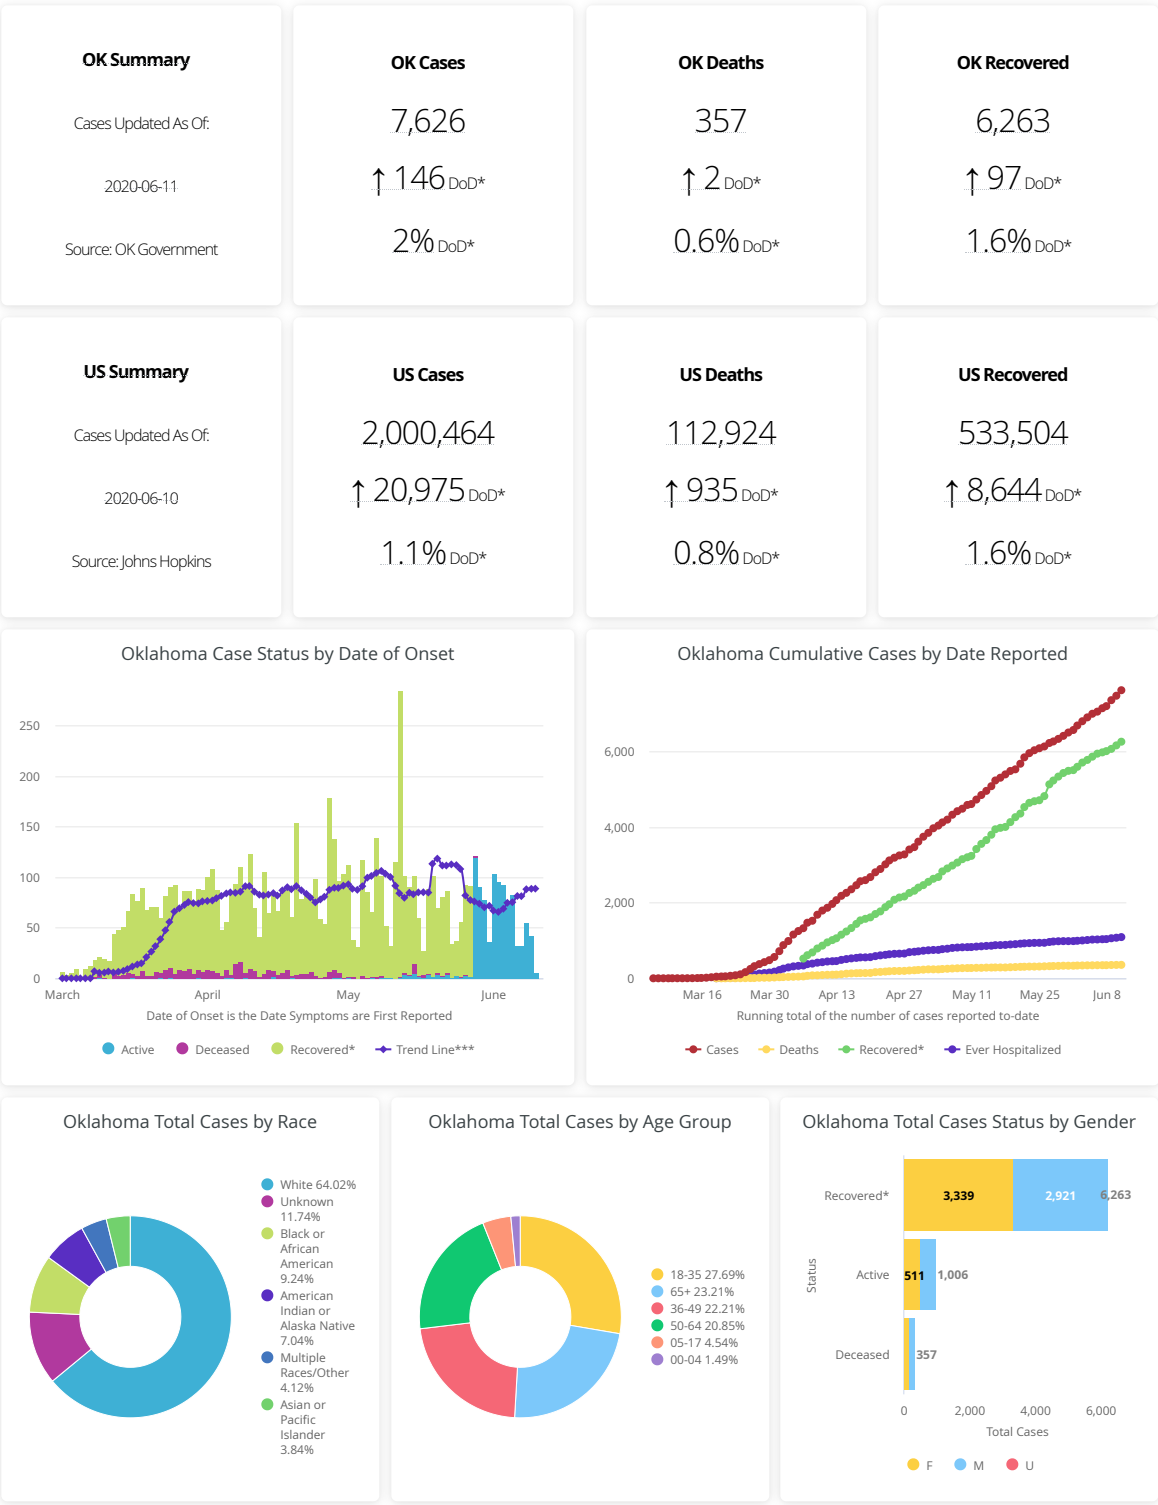 OK Summary
Cases Updated As Of:
2020-06-11
Source: OK Government
OK Cases
7,626
↑ 146 DoD*
2% DoD*
OK Deaths
357
↑ 2 DoD*
0.6% DoD*
OK Recovered
6,263
↑ 97 DoD*
1.6% DoD*
US Summary
Cases Updated As Of:
2020-06-10
Source: Johns Hopkins
US Cases
2,000,464
↑ 20,975 DoD*
1.1% DoD*
US Deaths
112,924
↑ 935 DoD*
0.8% DoD*
US Recovered
533,504
↑ 8,644 DoD*
1.6% DoD*
Oklahoma Case Status by Date of Onset
250
200
150
100
50
0
March April May June
Date of Onset is the Date Symptoms are First Reported
Active Deceased Recovered* Trend Line***
Oklahoma Cumulative Cases by Date Reported
6,000
4,000
2,000
0
Mar 16 Mar 30 Apr 13 Apr 27 May 11 May 25 Jun 8
Running total of the number of cases reported to-date
Cases Deaths Recovered* Ever Hospitalized
Oklahoma Total Cases by Race
White 64.02%
Unknown
11.74%
Black or
African
American
9.24%
American
Indian or
Alaska Native
7.04%
Multiple
Races/Other
4.12%
Asian or
Pacific
Islander
3.84%
Oklahoma Total Cases by Age Group
18-35 27.69%
65+ 23.21%
36-49 22.21%
50-64 20.85%
05-17 4.54%
00-04 1.49%
Oklahoma Total Cases Status by Gender
Status
Recovered* 3,339 2,921 6,263
Active 511 1,006
Deceased 357
0 2,000 4,000 6,000
Total Cases
F M U